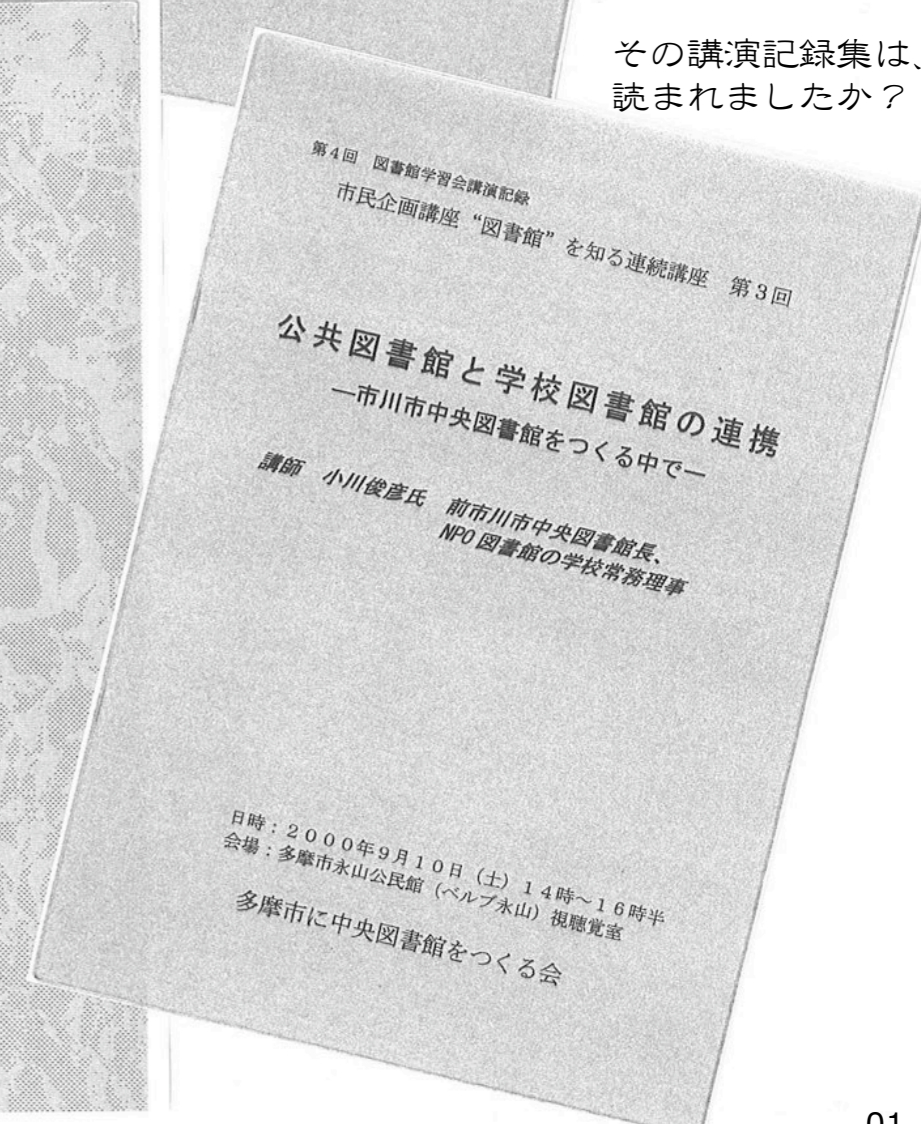 その講演記録集は、
読まれましたか？
第4回 図書館学習会講演記録
市民企画講座“図書館”を知る連続講座 第3回
公共図書館と学校図書館の連携
―市川市中央図書館をつくる中で―
講師 小川俊彦氏 前市川市中央図書館長、
NPO図書館の学校常務理事
日時：2000年9月10日（土）14時～16時半
会場：多摩市永山公民館（ベルブ永山）視聴覚室
多摩市に中央図書館をつくる会
01